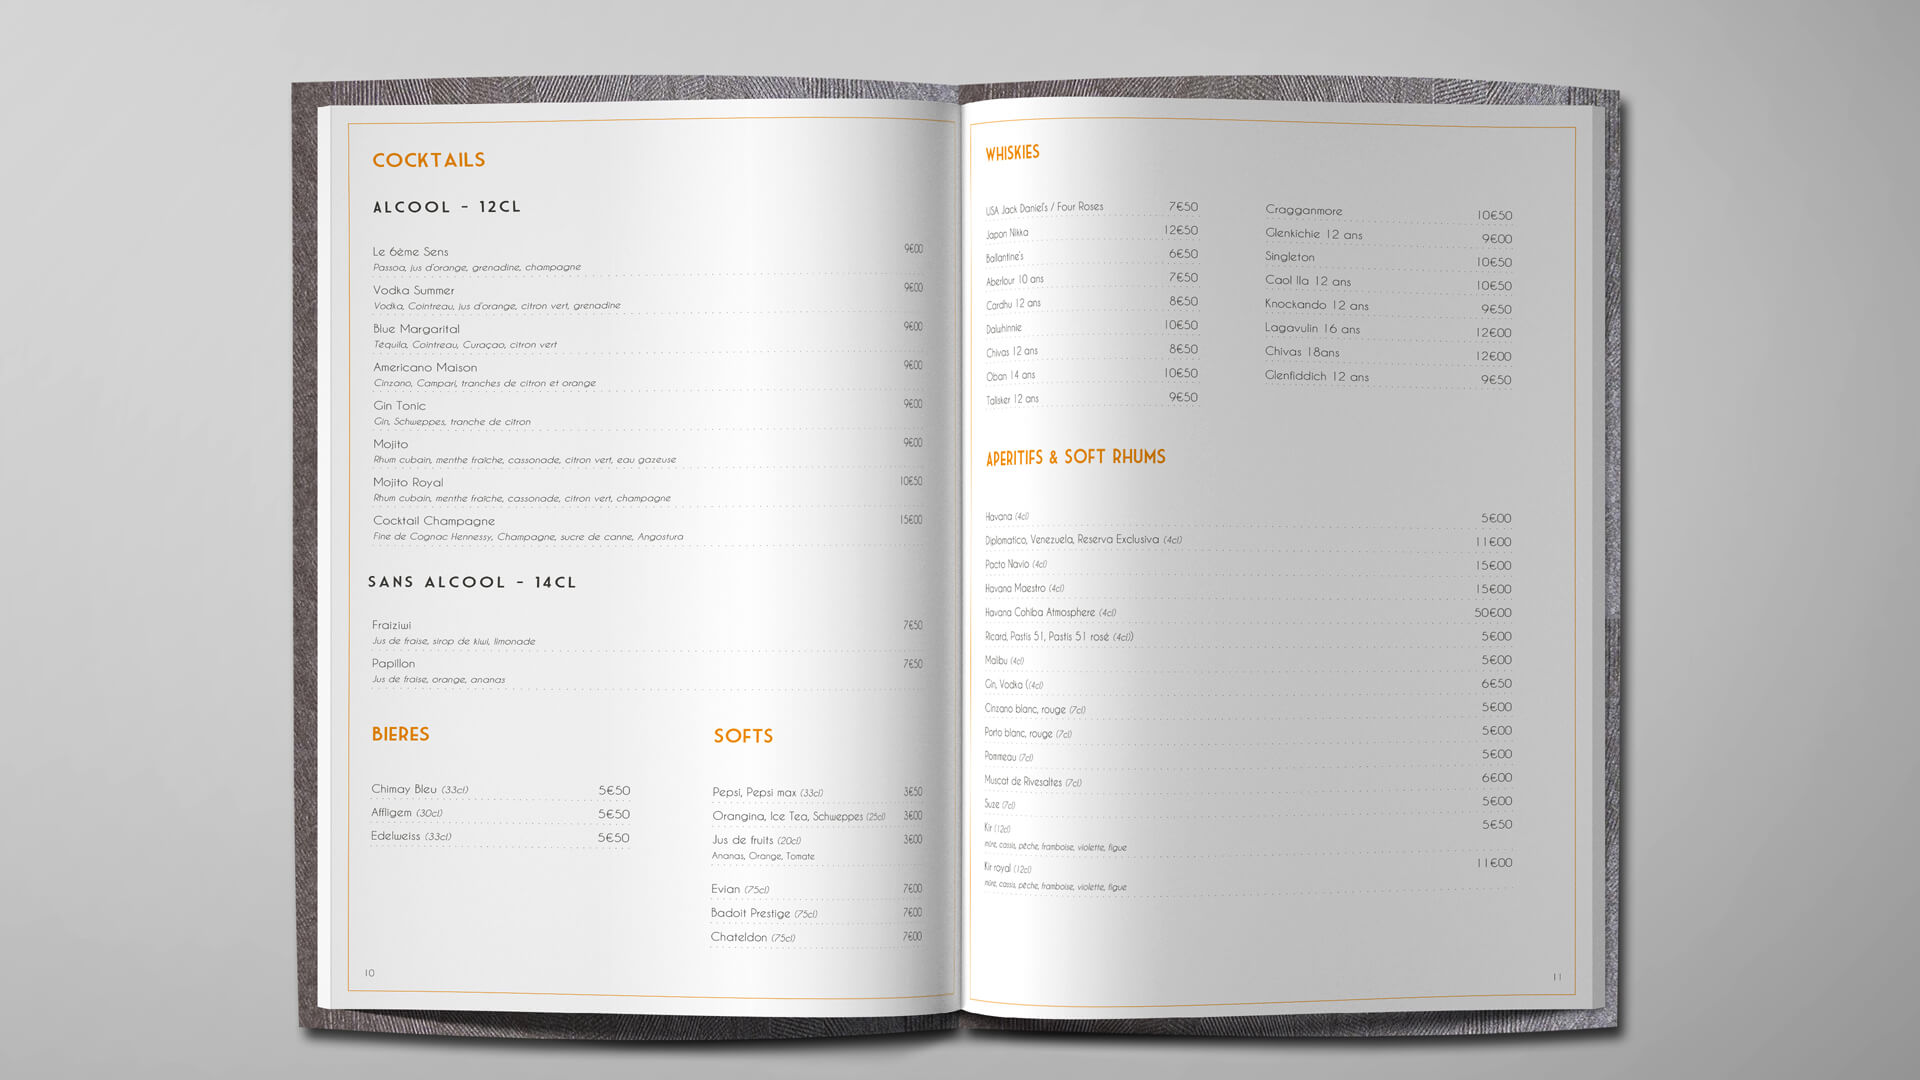 COCKTAILS
ALCOOL - 12CL
Le 6ème Sens 9€00
Passoa, jus d'orange, grenadine, champagne
Vodka Summer 9€00
Vodka, Cointreau, jus d'orange, citron vert, grenadine
Blue Margarital 9€00
Téquila, Cointreau, Curaçao, citron vert
Americano Maison 9€00
Cinzano, Campari, tranches de citron et orange
Gin Tonic 9€00
Gin, Schweppes, tranche de citron
Mojito 9€00
Rhum cubain, menthe fraîche, cassonade, citron vert, eau gazeuse
Mojito Royal 10€50
Rhum cubain, menthe fraîche, cassonade, citron vert, champagne
Cocktail Champagne 15€00
Fine de Cognac Hennessy, Champagne, sucre de canne, Angostura
SANS ALCOOL - 14CL
Fraiziwi 7€50
Jus de fraise, sirop de kiwi, limonade
Papillon 7€50
Jus de fraise, orange, ananas
BIERES
Chimay Bleu (33cl) 5€50
Affligem (30cl) 5€50
Edelweiss (33cl) 5€50
SOFTS
Pepsi, Pepsi max (33cl) 3€50
Orangina, Ice Tea, Schweppes (25cl) 3€00
Jus de fruits (20cl) 3€00
Ananas, Orange, Tomate
Evian (75cl) 7€00
Badoit Prestige (75cl) 7€00
Chateldon (75cl) 7€00
10
WHISKIES
USA Jack Daniel's / Four Roses 7€50
Japon Nikka 12€50
Ballantine's 6€50
Aberlour 10 ans 7€50
Cardhu 12 ans 8€50
Daluhinnie 10€50
Chivas 12 ans 8€50
Oban 14 ans 10€50
Talisker 12 ans 9€50
Cragganmore 10€50
Glenkichie 12 ans 9€00
Singleton 10€50
Caol Ila 12 ans 10€50
Knockando 12 ans 9€50
Lagavulin 16 ans 12€00
Chivas 18ans 12€00
Glenfiddich 12 ans 9€50
APERITIFS & SOFT RHUMS
Havana (4cl) 5€00
Diplomatico, Venezuela, Reserva Exclusiva (4cl) 11€00
Pacto Navio (4cl) 15€00
Havana Maestro (4cl) 15€00
Havana Cohiba Atmosphere (4cl) 50€00
Ricard, Pastis 51, Pastis 51 rosé (4cl)) 5€00
Malibu (4cl) 5€00
Gin, Vodka ((4cl) 6€50
Cinzano blanc, rouge (7cl) 5€00
Porto blanc, rouge (7cl) 5€00
Pommeau (7cl) 5€00
Muscat de Rivesaltes (7cl) 6€00
Suze (7cl) 5€00
Kir (12cl) 5€50
mûre, cassis, pêche, framboise, violette, figue
Kir royal (12cl) 11€00
mûre, cassis, pêche, framboise, violette, figue
11